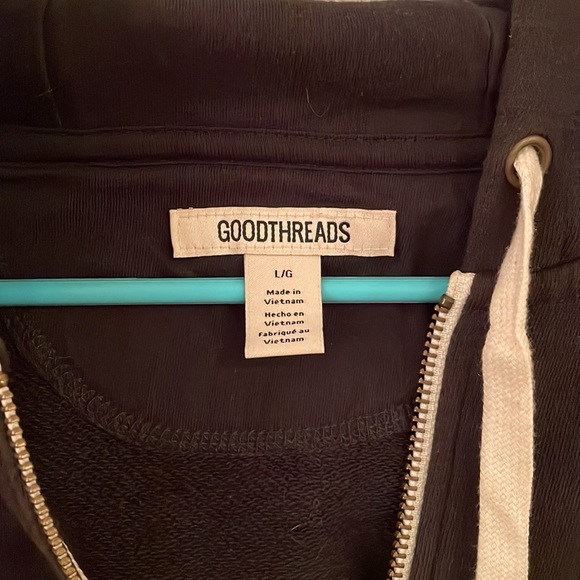 GOODTHREADS
L/G
Made in
Vietnam
Hecho en
Vietnam
Fabriqué au
Vietnam